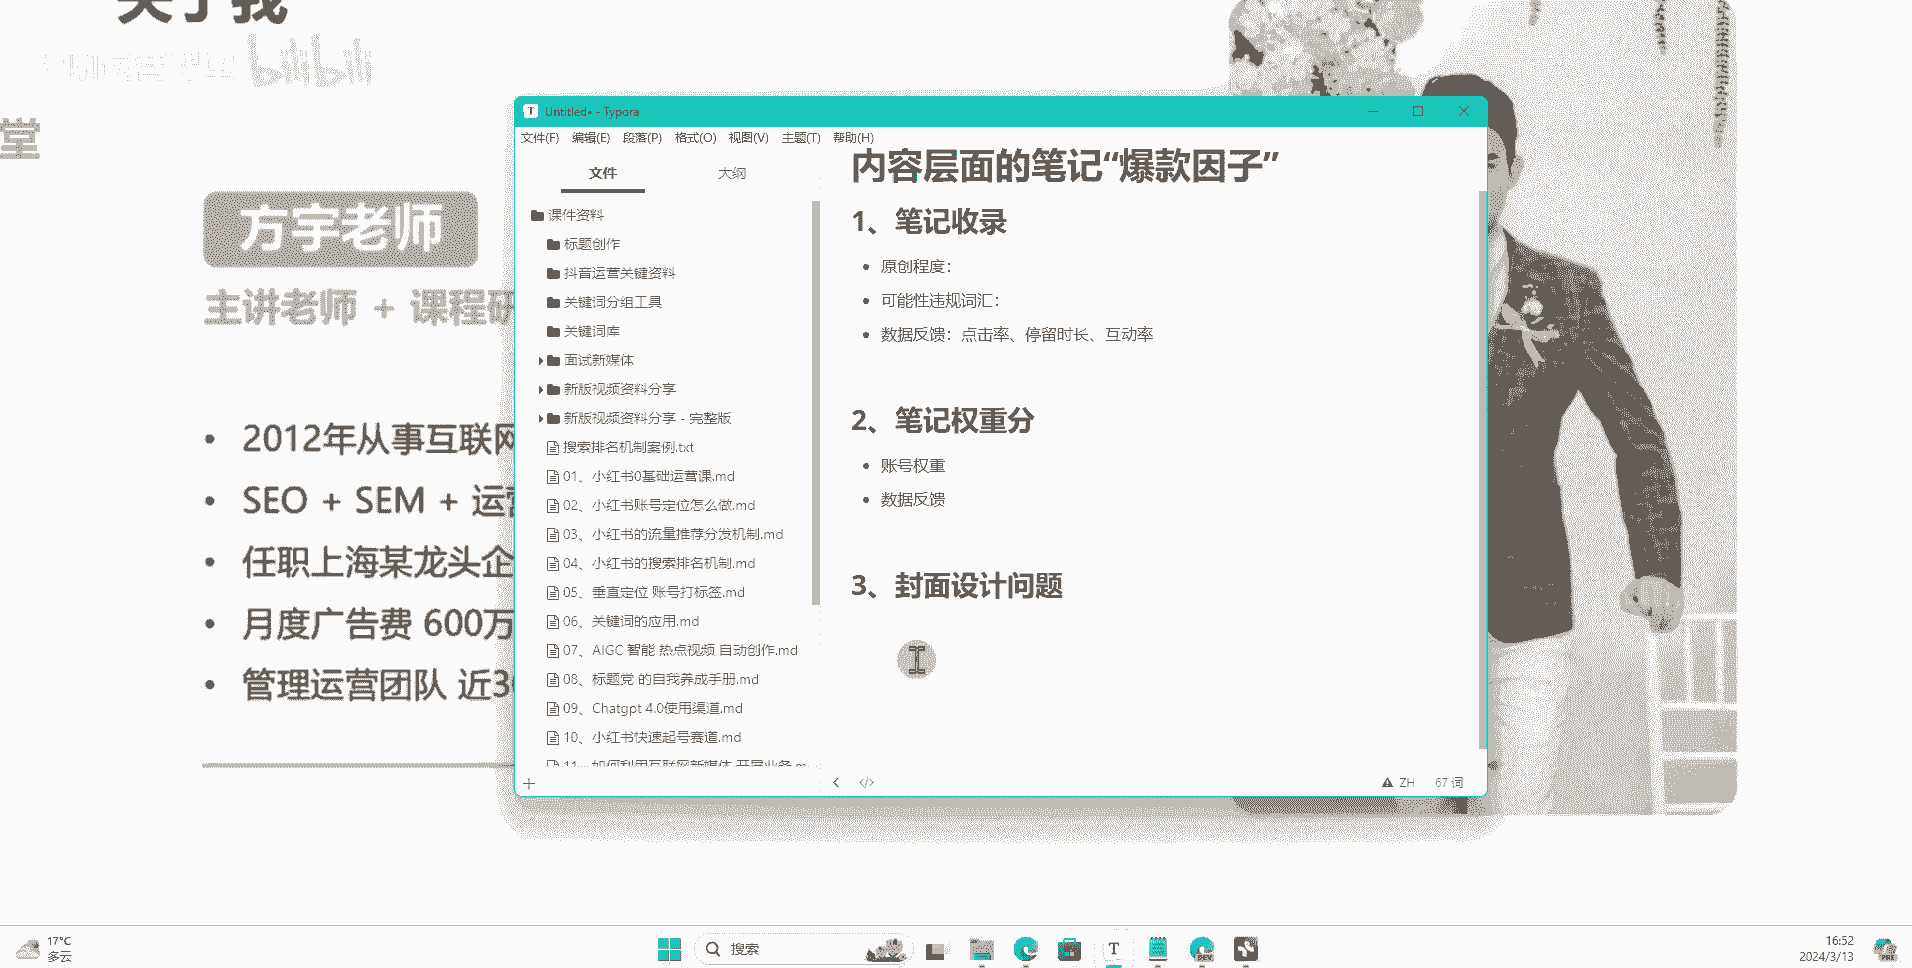 关于我
bilibili
堂
方宇老师
主讲老师 + 课程研
2012年从事互联网
SEO + SEM + 运营
任职上海某龙头企
月度广告费 600万
管理运营团队 近3
Untitled• - Typora
文件(F) 编辑(E) 段落(P) 格式(O) 视图(V) 主题(T) 帮助(H)
文件 大纲
课件资料
标题创作
抖音运营关键资料
关键词分组工具
关键词库
面试新媒体
新版视频资料分享
新版视频资料分享 - 完整版
搜索排名机制案例.txt
01、小红书0基础运营课.md
02、小红书账号定位怎么做.md
03、小红书的流量推荐分发机制.md
04、小红书的搜索排名机制.md
05、垂直定位 账号打标签.md
06、关键词的应用.md
07、AIGC 智能 热点视频 自动创作.md
08、标题党 的自我养成手册.md
09、Chatgpt 4.0使用渠道.md
10、小红书快速起号赛道.md
11、如何利用互联网新媒体 开展业务.m
内容层面的笔记“爆款因子”
1、笔记收录
原创程度：
可能性违规词汇：
数据反馈：点击率、停留时长、互动率
2、笔记权重分
账号权重
数据反馈
3、封面设计问题
ZH 67 词
17°C
多云
搜索
T
DEV
16:52
2024/3/13
PRE